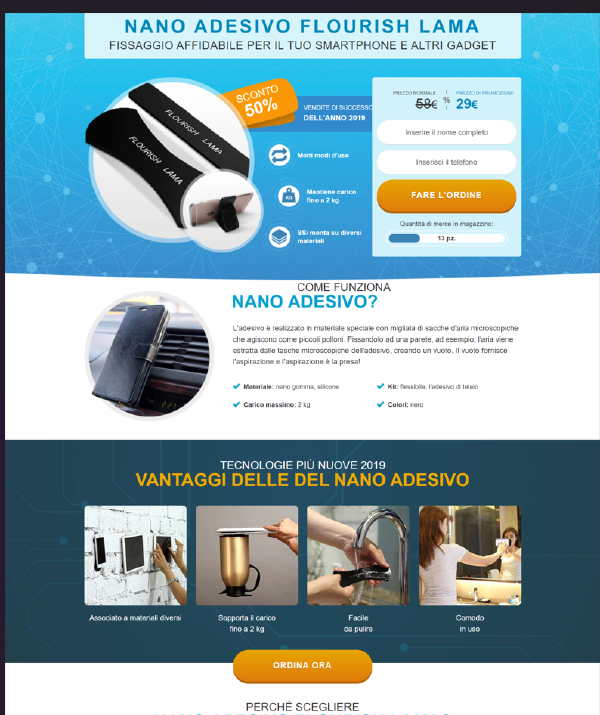 NANO ADESIVO FLOURISH LAMA
FISSAGGIO AFFIDABILE PER IL TUO SMARTPHONE E ALTRI GADGET
FLOURISH LAMA
FLOURISH LAMA
SCONTO
50%
VENDITE DI SUCCESSO
DELL'ANNO 2019
Molti modi d'uso
KG
Mantiene carico
fino a 2 kg
SSi monta su diversi
materiali
PREZZO NORMALE
58€
%
PREZZO DI PROMOZIONE
29€
Inserire il nome completo
Inserisci il telefono
FARE L'ORDINE
Quantità di merce in magazzino:
13 pz.
COME FUNZIONA
NANO ADESIVO?
L'adesivo è realizzato in materiale speciale con migliaia di sacche d'aria microscopiche
che agiscono come piccoli polloni. Fissandolo ad una parete, ad esempio, l'aria viene
estratta dalle tasche microscopiche dell'adesivo, creando un vuoto. Il vuoto fornisce
l'aspirazione e l'aspirazione è la presa!
Materiale: nano gomma, silicone
Kit: flessibile, l'adesivo di telaio
Carico massimo: 2 kg
Colori: nero
TECNOLOGIE PIÙ NUOVE 2019
VANTAGGI DELLE DEL NANO ADESIVO
Associato a materiali diversi
Sopporta il carico
fino a 2 kg
Facile
da pulire
Comodo
in uso
ORDINA ORA
PERCHÉ SCEGLIERE
NANO ADESIVO FLOURISH LAMA